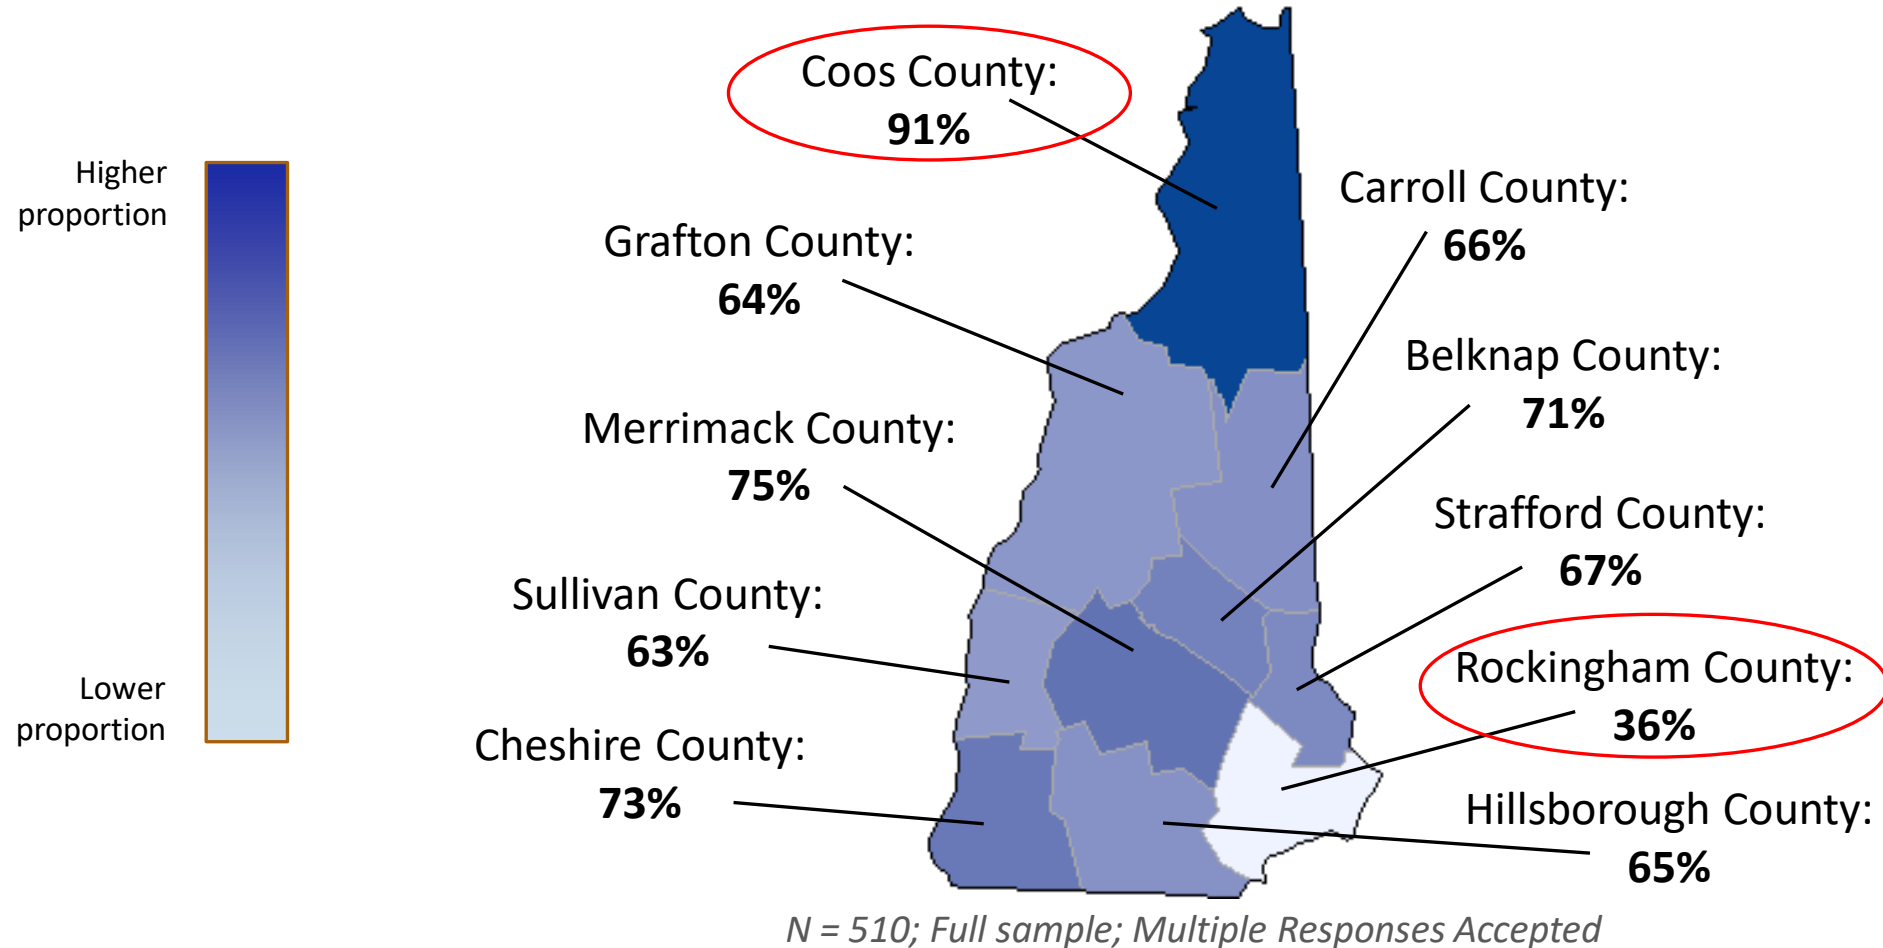 Higher
proportion
Lower
proportion
Coos County:
91%
Carroll County:
66%
Grafton County:
64%
Belknap County:
71%
Merrimack County:
75%
Strafford County:
67%
Sullivan County:
63%
Rockingham County:
36%
Cheshire County:
73%
Hillsborough County:
65%
N = 510; Full sample; Multiple Responses Accepted